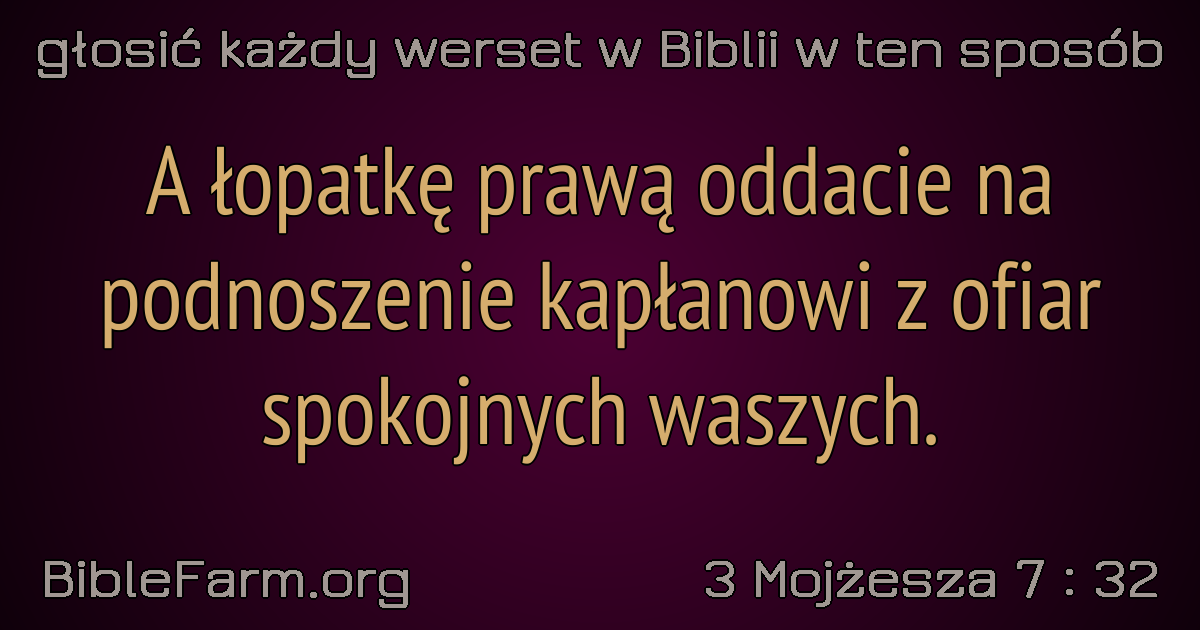 głosić każdy werset w Biblii w ten sposób
A łopatkę prawą oddacie na
podnoszenie kapłanowi z ofiar
spokojnych waszych.
BibleFarm.org
3 Mojżesza 7 : 32